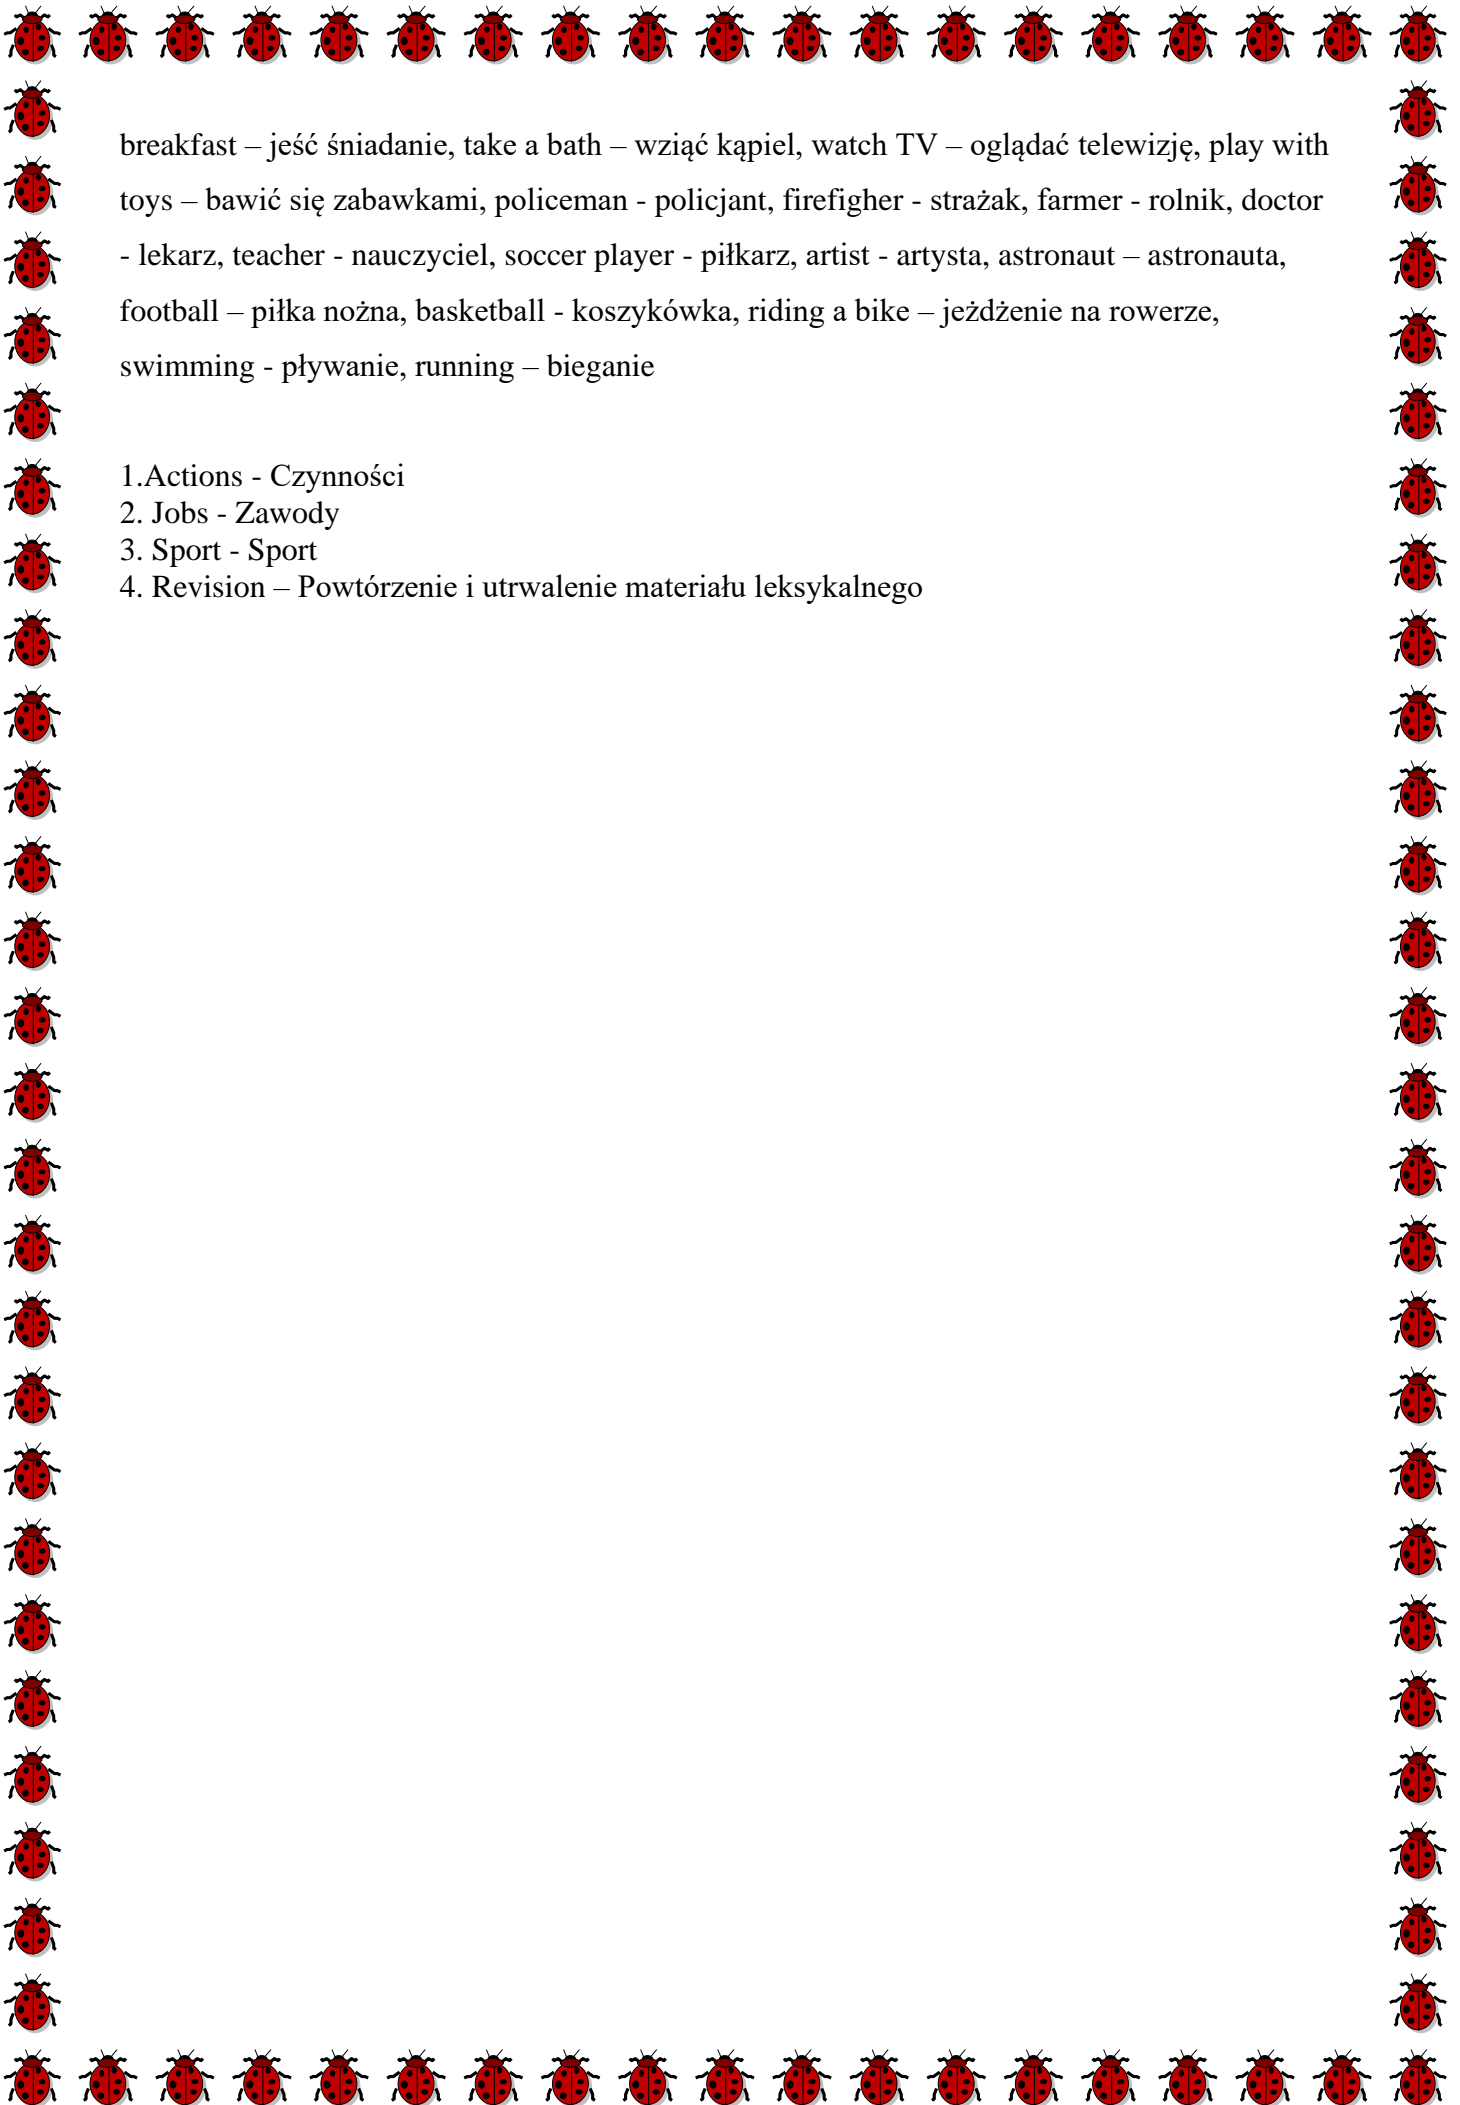 breakfast – jeść śniadanie, take a bath – wziąć kąpiel, watch TV – oglądać telewizję, play with
toys – bawić się zabawkami, policeman - policjant, firefigher - strażak, farmer - rolnik, doctor
- lekarz, teacher - nauczyciel, soccer player - piłkarz, artist - artysta, astronaut – astronauta,
football – piłka nożna, basketball - koszykówka, riding a bike – jeżdżenie na rowerze,
swimming - pływanie, running – bieganie
1.Actions - Czynności
2. Jobs - Zawody
3. Sport - Sport
4. Revision – Powtórzenie i utrwalenie materiału leksykalnego